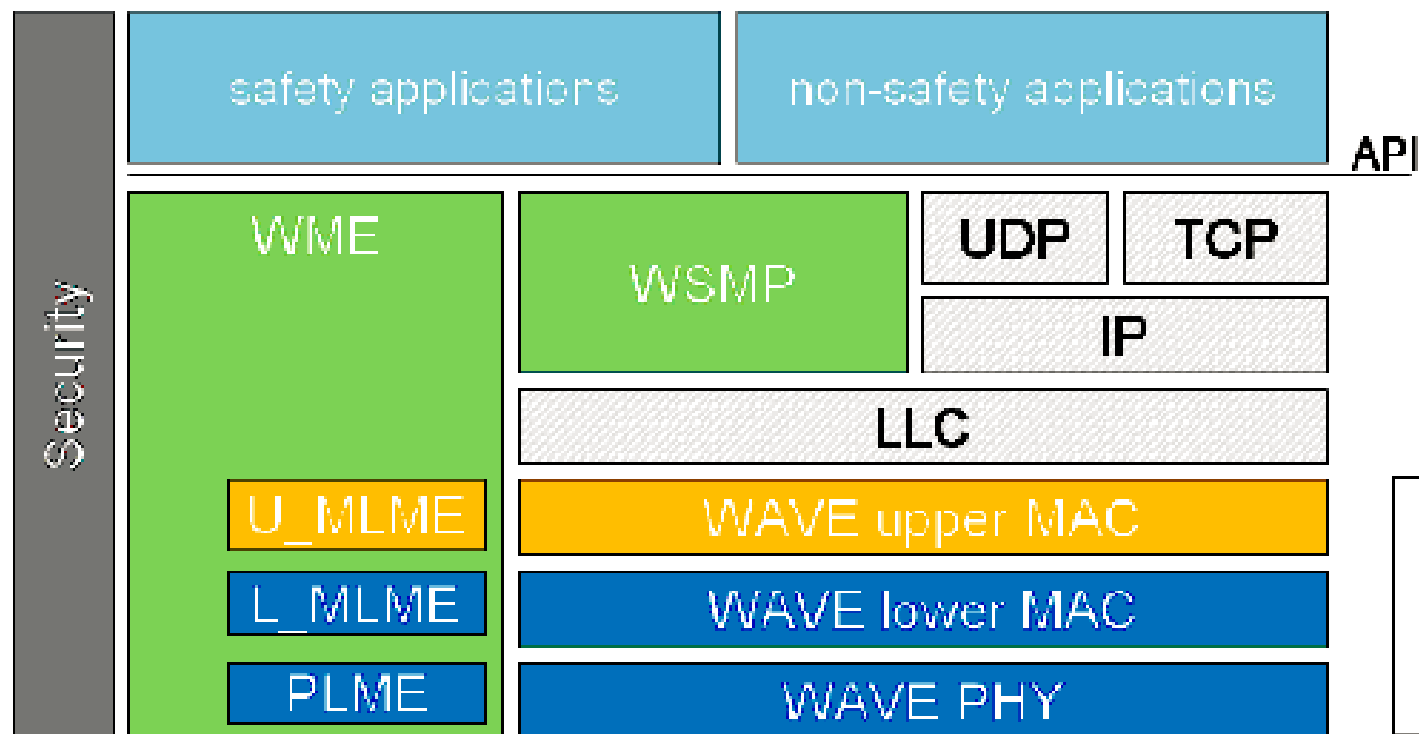 safety applications
non-safety applications
API
Security
WME
WSMP
UDP
TCP
IP
LLC
U_MLME
WAVE upper MAC
L_MLME
WAVE lower MAC
PLME
WAVE PHY